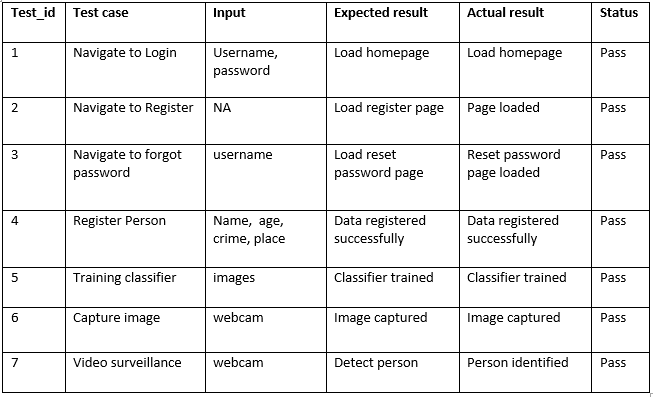 Test_id Test case Input Expected result Actual result Status
1 Navigate to Login Username, Load homepage Load homepage Pass
password
2 Navigate to Register NA Load register page Page loaded Pass
3 Navigate to forgot username Load reset Reset password Pass
password password page page loaded
4 Register Person Name, age, Data registered Data registered Pass
crime, place successfully successfully
5 Training classifier images Classifier trained Classifier trained Pass
6 Capture image webcam Image captured Image captured Pass
7 Video surveillance webcam Detect person Person identified Pass